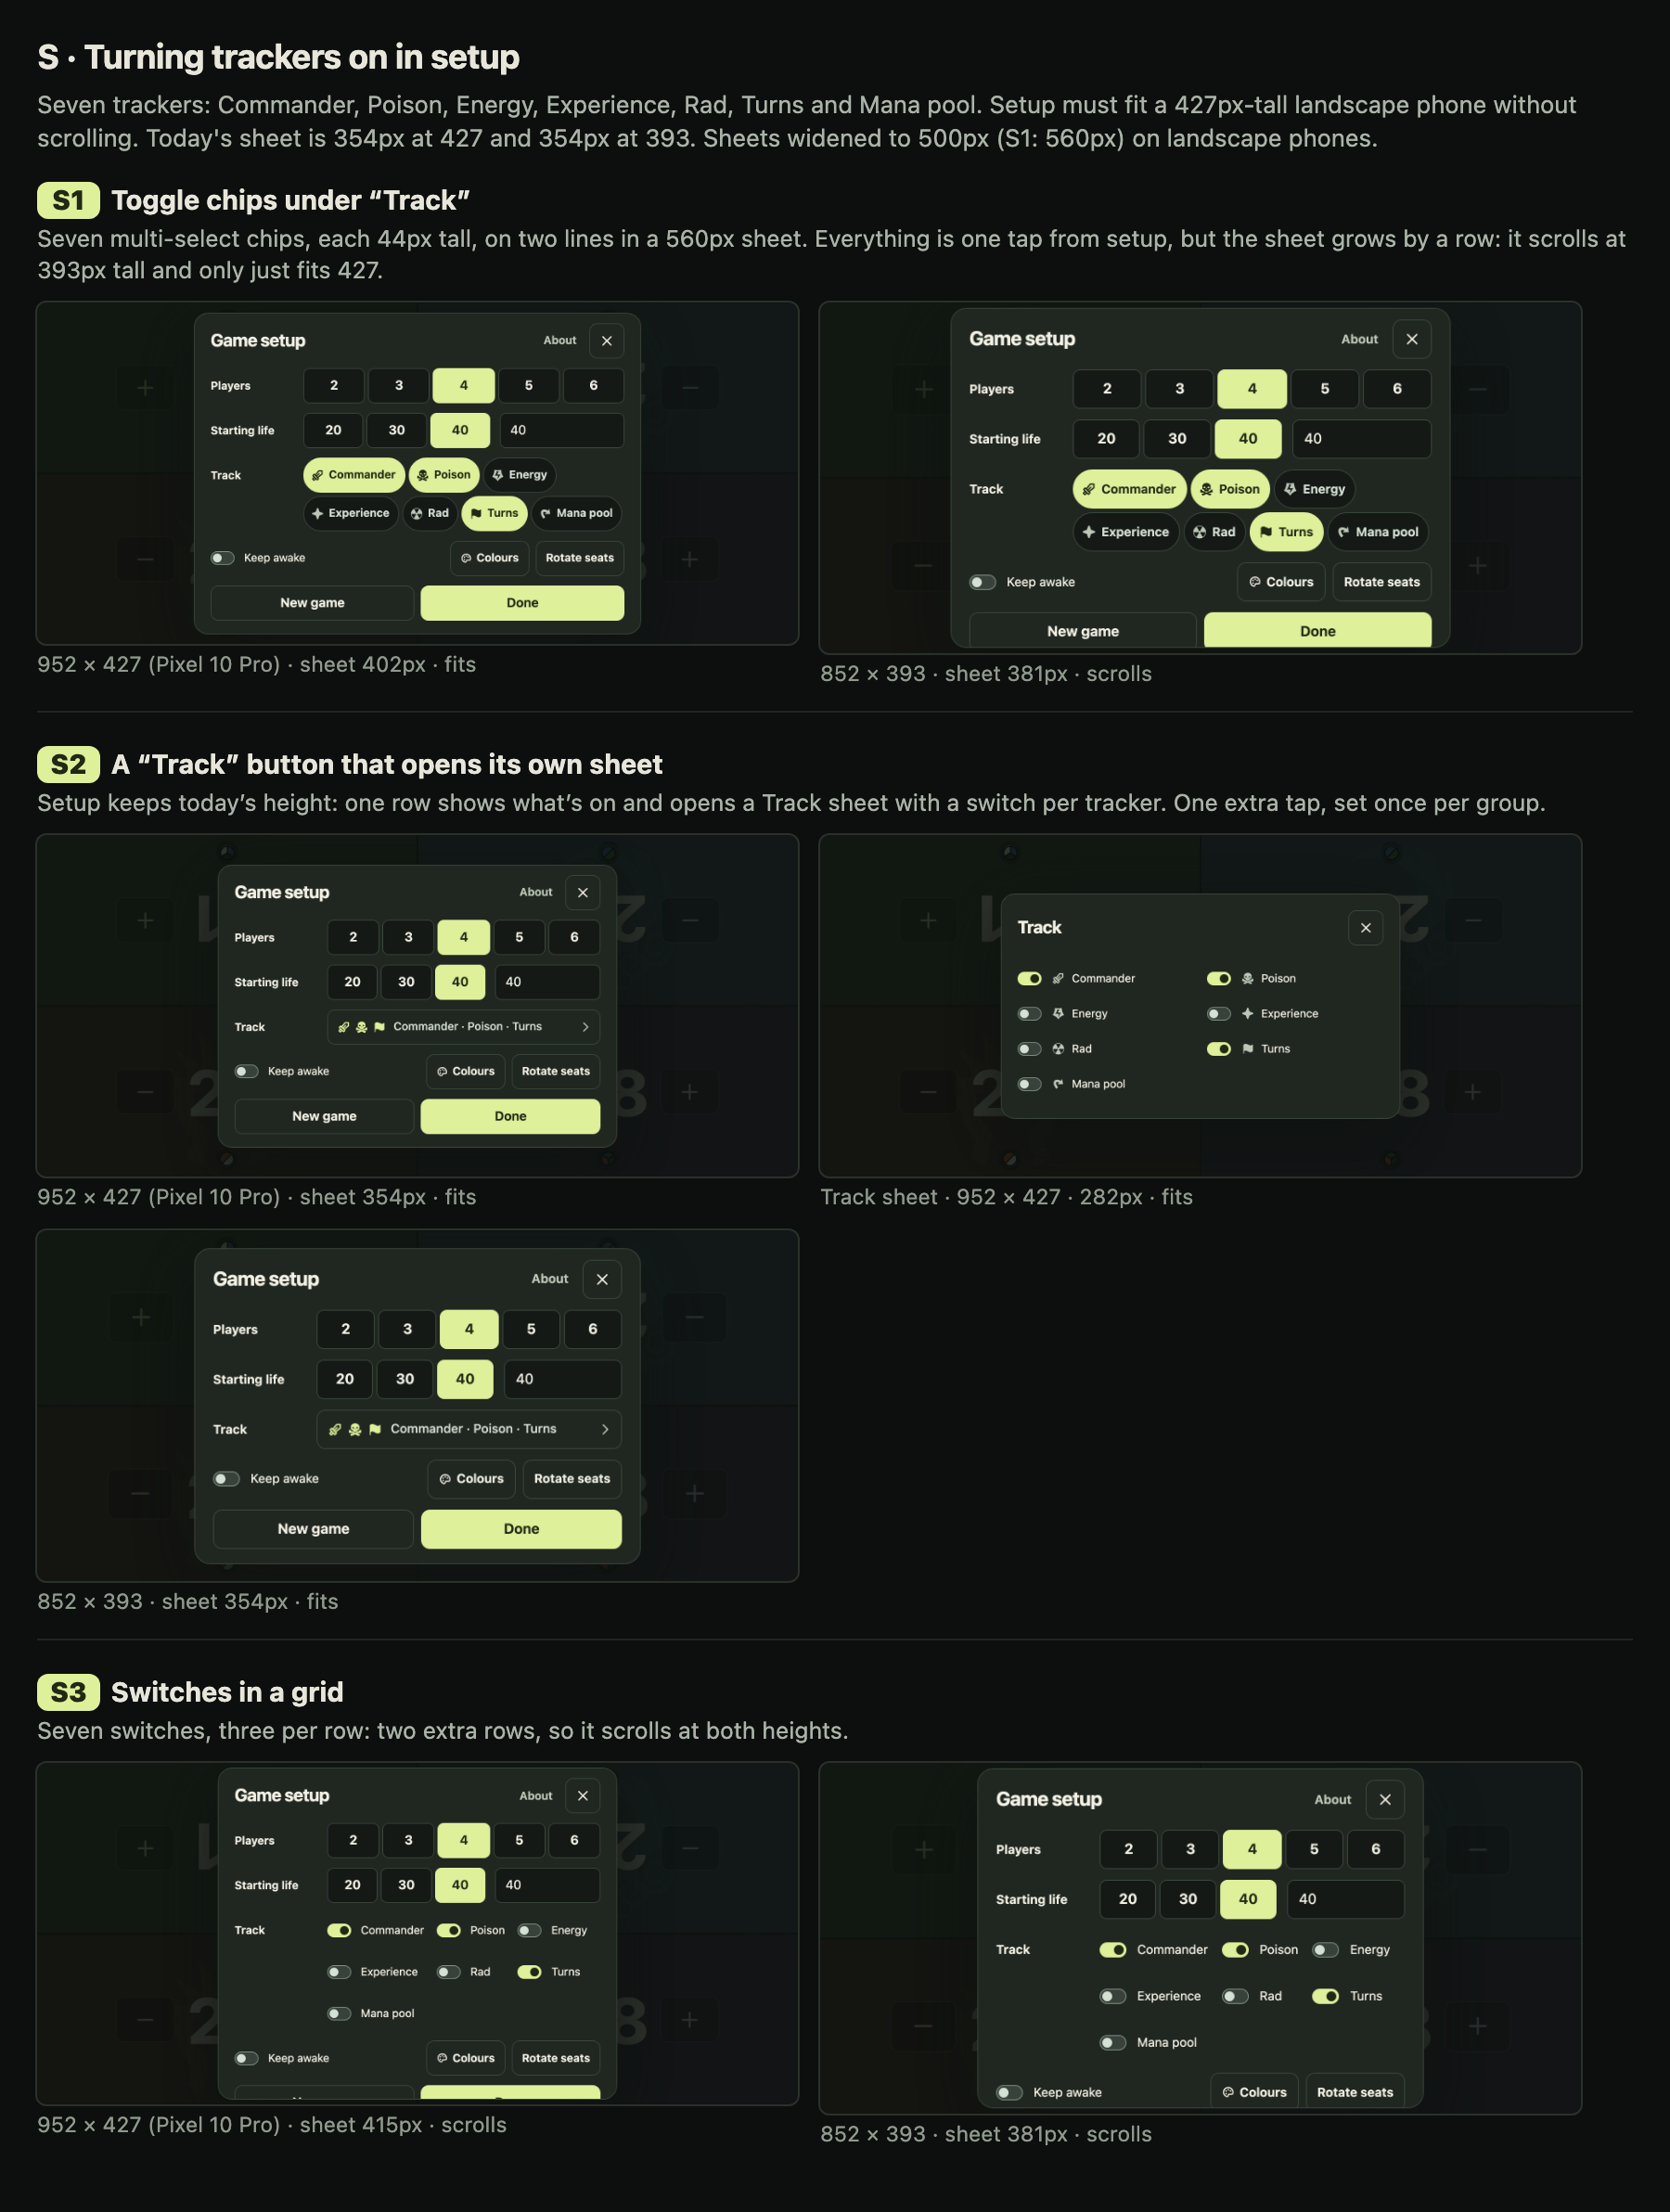 S · Turning trackers on in setup
Seven trackers: Commander, Poison, Energy, Experience, Rad, Turns and Mana pool. Setup must fit a 427px-tall landscape phone without
scrolling. Today's sheet is 354px at 427 and 354px at 393. Sheets widened to 500px (S1: 560px) on landscape phones.
S1 Toggle chips under “Track”
Seven multi-select chips, each 44px tall, on two lines in a 560px sheet. Everything is one tap from setup, but the sheet grows by a row: it scrolls at
393px tall and only just fits 427.
Game setup About ×
Players 2 3 4 5 6
Starting life 20 30 40 40
Track Commander Poison Energy
Experience Rad Turns Mana pool
Keep awake Colours Rotate seats
New game Done
952 × 427 (Pixel 10 Pro) · sheet 402px · fits
Game setup About ×
Players 2 3 4 5 6
Starting life 20 30 40 40
Track Commander Poison Energy
Experience Rad Turns Mana pool
Keep awake Colours Rotate seats
New game Done
852 × 393 · sheet 381px · scrolls
S2 A “Track” button that opens its own sheet
Setup keeps today’s height: one row shows what’s on and opens a Track sheet with a switch per tracker. One extra tap, set once per group.
Game setup About ×
Players 2 3 4 5 6
Starting life 20 30 40 40
Track Commander · Poison · Turns
Keep awake Colours Rotate seats
New game Done
952 × 427 (Pixel 10 Pro) · sheet 354px · fits
Track ×
Commander Poison
Energy Experience
Rad Turns
Mana pool
Track sheet · 952 × 427 · 282px · fits
Game setup About ×
Players 2 3 4 5 6
Starting life 20 30 40 40
Track Commander · Poison · Turns
Keep awake Colours Rotate seats
New game Done
852 × 393 · sheet 354px · fits
S3 Switches in a grid
Seven switches, three per row: two extra rows, so it scrolls at both heights.
Game setup About ×
Players 2 3 4 5 6
Starting life 20 30 40 40
Track Commander Poison Energy
Experience Rad Turns
Mana pool
Keep awake Colours Rotate seats
952 × 427 (Pixel 10 Pro) · sheet 415px · scrolls
Game setup About ×
Players 2 3 4 5 6
Starting life 20 30 40 40
Track Commander Poison Energy
Experience Rad Turns
Mana pool
Keep awake Colours Rotate seats
852 × 393 · sheet 381px · scrolls